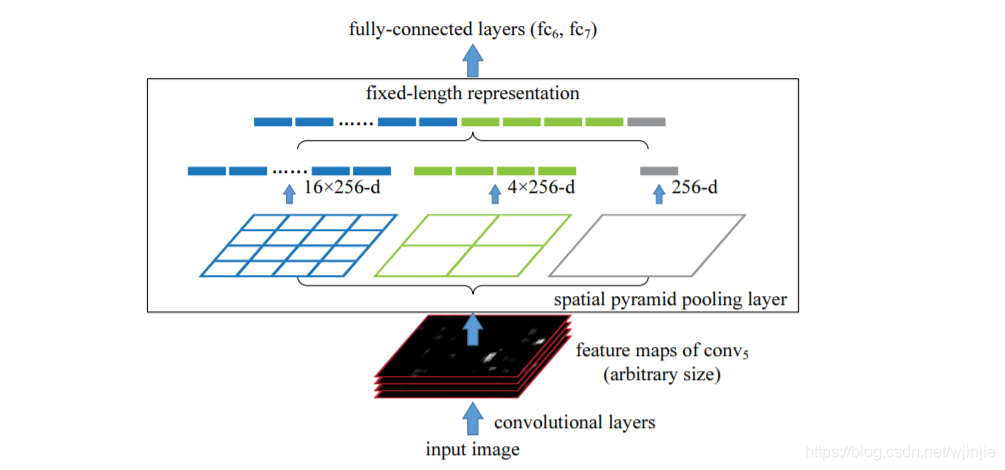 fully-connected layers (fc₆, fc₇)
fixed-length representation
......
......
16×256-d
4×256-d
256-d
spatial pyramid pooling layer
feature maps of conv₅
(arbitrary size)
convolutional layers
input image
https://blog.csdn.net/wjinjie